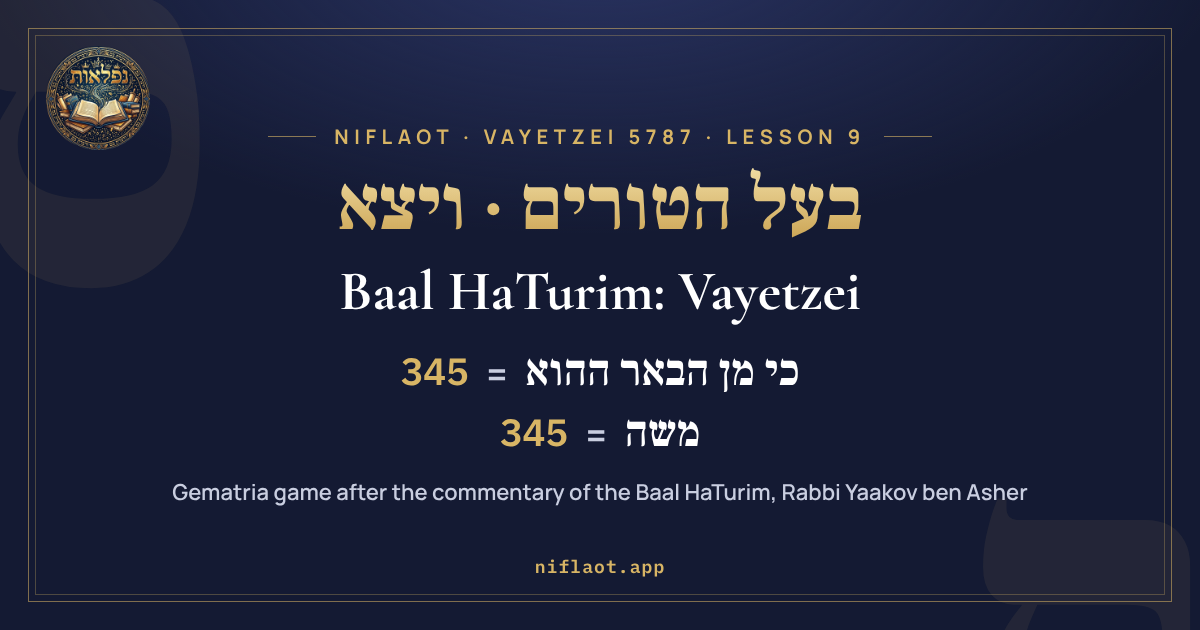 נפלאות
NIFLAOT · VAYETZEI 5787 · LESSON 9
בעל הטורים · ויצא
Baal HaTurim: Vayetzei
כי מן הבאר ההוא = 345
משה = 345
Gematria game after the commentary of the Baal HaTurim, Rabbi Yaakov ben Asher
niflaot.app